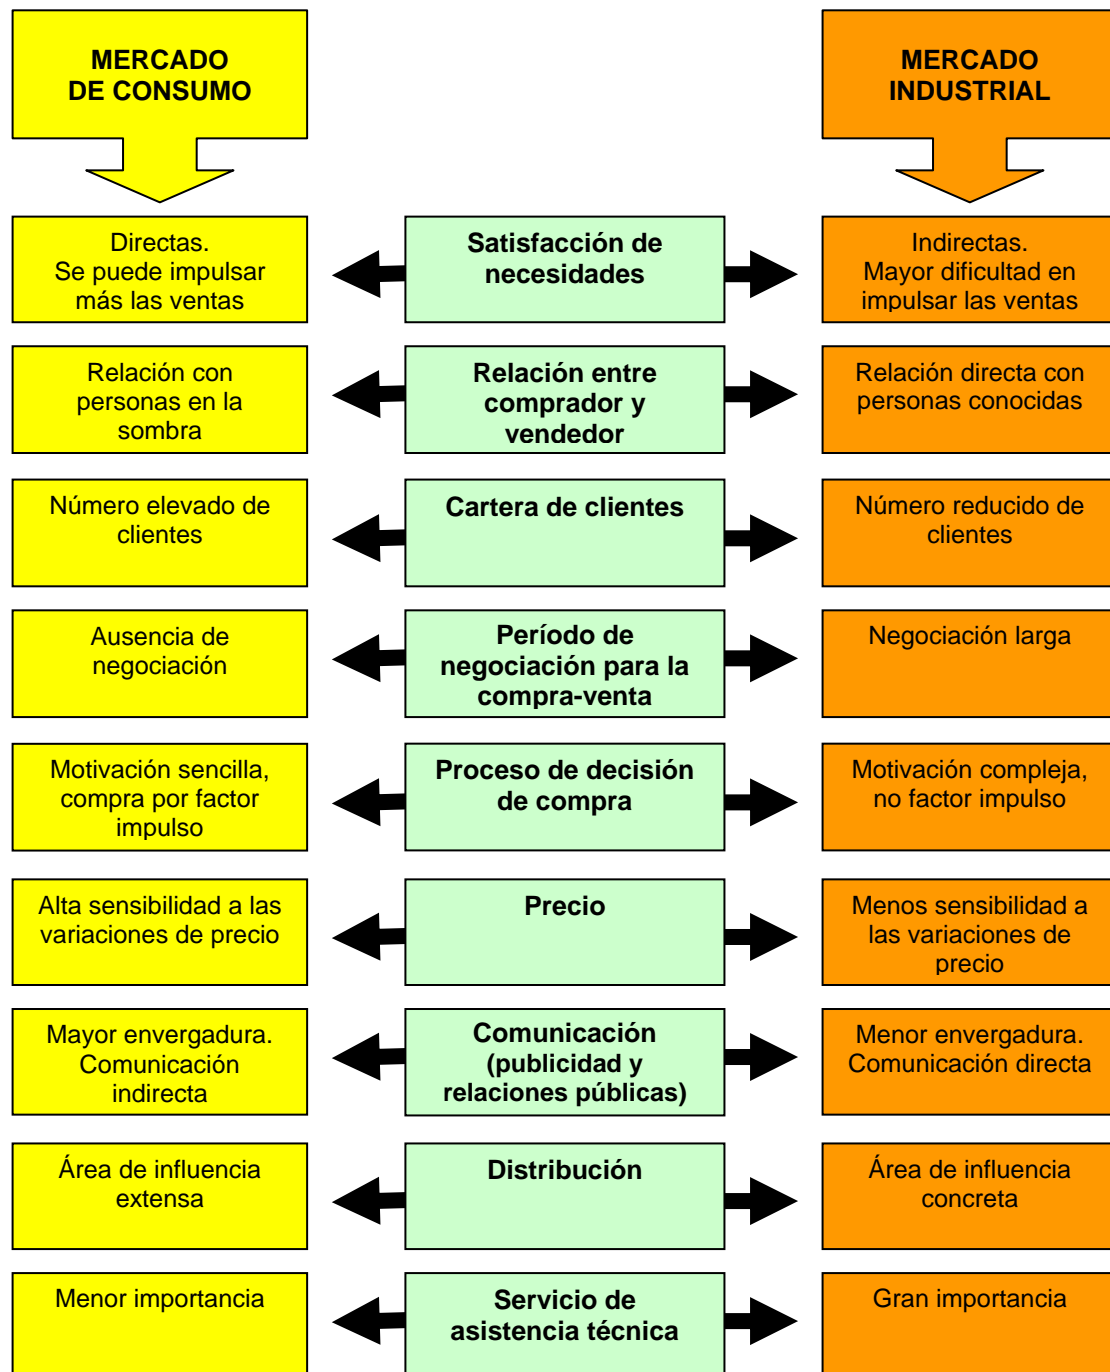 MERCADO
DE CONSUMO
MERCADO
INDUSTRIAL
Directas.
Se puede impulsar
más las ventas
Satisfacción de
necesidades
Indirectas.
Mayor dificultad en
impulsar las ventas
Relación con
personas en la
sombra
Relación entre
comprador y
vendedor
Relación directa con
personas conocidas
Número elevado de
clientes
Cartera de clientes
Número reducido de
clientes
Ausencia de
negociación
Período de
negociación para la
compra-venta
Negociación larga
Motivación sencilla,
compra por factor
impulso
Proceso de decisión
de compra
Motivación compleja,
no factor impulso
Alta sensibilidad a las
variaciones de precio
Precio
Menos sensibilidad a
las variaciones de
precio
Mayor envergadura.
Comunicación
indirecta
Comunicación
(publicidad y
relaciones públicas)
Menor envergadura.
Comunicación directa
Área de influencia
extensa
Distribución
Área de influencia
concreta
Menor importancia
Servicio de
asistencia técnica
Gran importancia